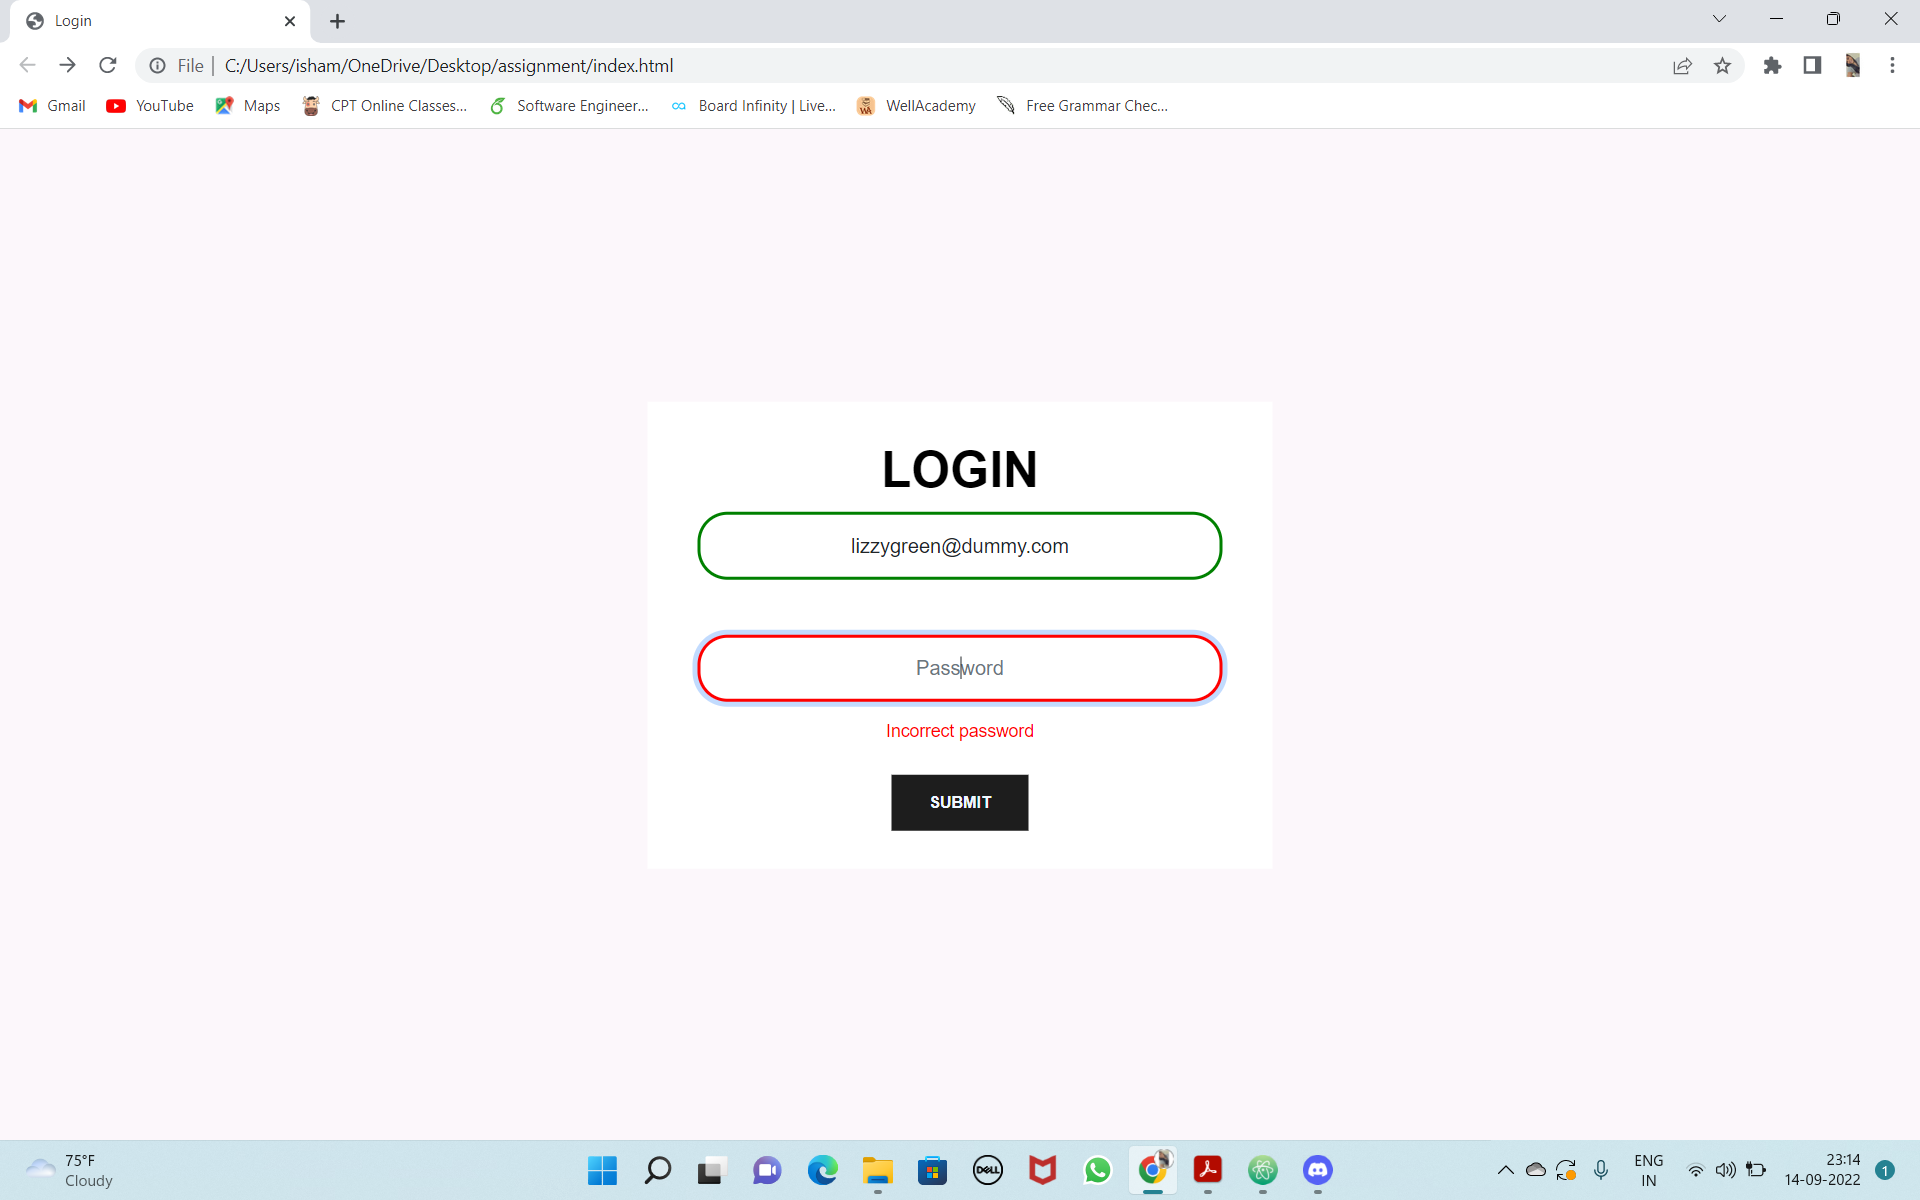 Login
File
C:/Users/isham/OneDrive/Desktop/assignment/index.html
Gmail YouTube Maps CPT Online Classes... Software Engineer... Board Infinity | Live... WellAcademy Free Grammar Chec...
LOGIN
lizzygreen@dummy.com
Password
Incorrect password
SUBMIT
75°F
Cloudy
DELL
ENG
IN
23:14
14-09-2022
1